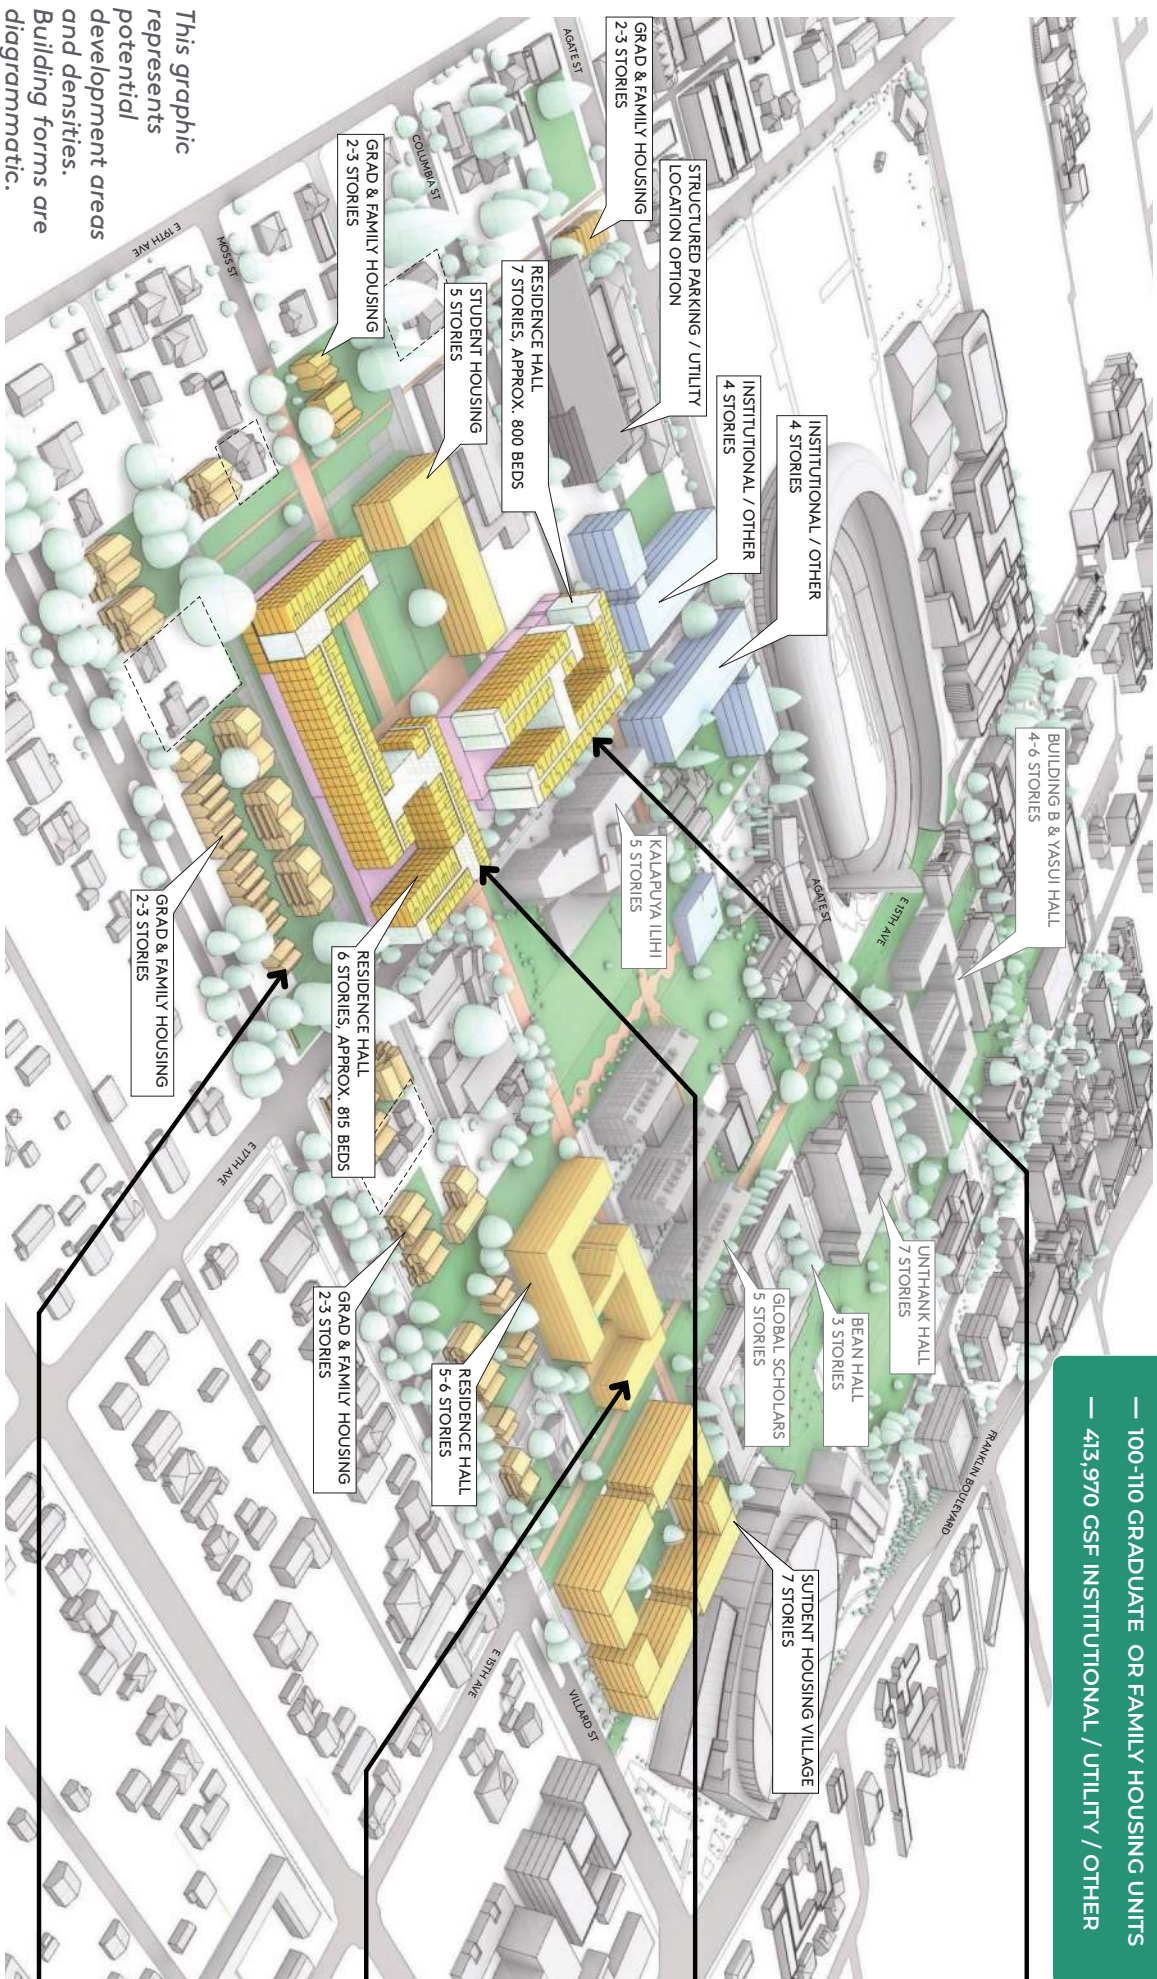 — 100-110 GRADUATE OR FAMILY HOUSING UNITS
— 413,970 GSF INSTITUTIONAL / UTILITY / OTHER
BUILDING B & YASUI HALL
4-6 STORIES
FRANKLIN BOULEVARD
UNTHANK HALL
7 STORIES
E 15TH AVE
BEAN HALL
3 STORIES
INSTITUTIONAL / OTHER
4 STORIES
AGATE ST
SUTDENT HOUSING VILLAGE
7 STORIES
GLOBAL SCHOLARS
5 STORIES
INSTITUTIONAL / OTHER
4 STORIES
STRUCTURED PARKING / UTILITY
LOCATION OPTION
KALAPUYA ILIHI
5 STORIES
GRAD & FAMILY HOUSING
2-3 STORIES
AGATE ST
VILLARD ST
RESIDENCE HALL
7 STORIES, APPROX. 800 BEDS
E 15TH AVE
STUDENT HOUSING
5 STORIES
RESIDENCE HALL
5-6 STORIES
COLUMBIA ST
GRAD & FAMILY HOUSING
2-3 STORIES
RESIDENCE HALL
6 STORIES, APPROX. 815 BEDS
GRAD & FAMILY HOUSING
2-3 STORIES
E 17TH AVE
MOSS ST
E 19TH AVE
GRAD & FAMILY HOUSING
2-3 STORIES
This graphic
represents
potential
development areas
and densities.
Building forms are
diagrammatic.